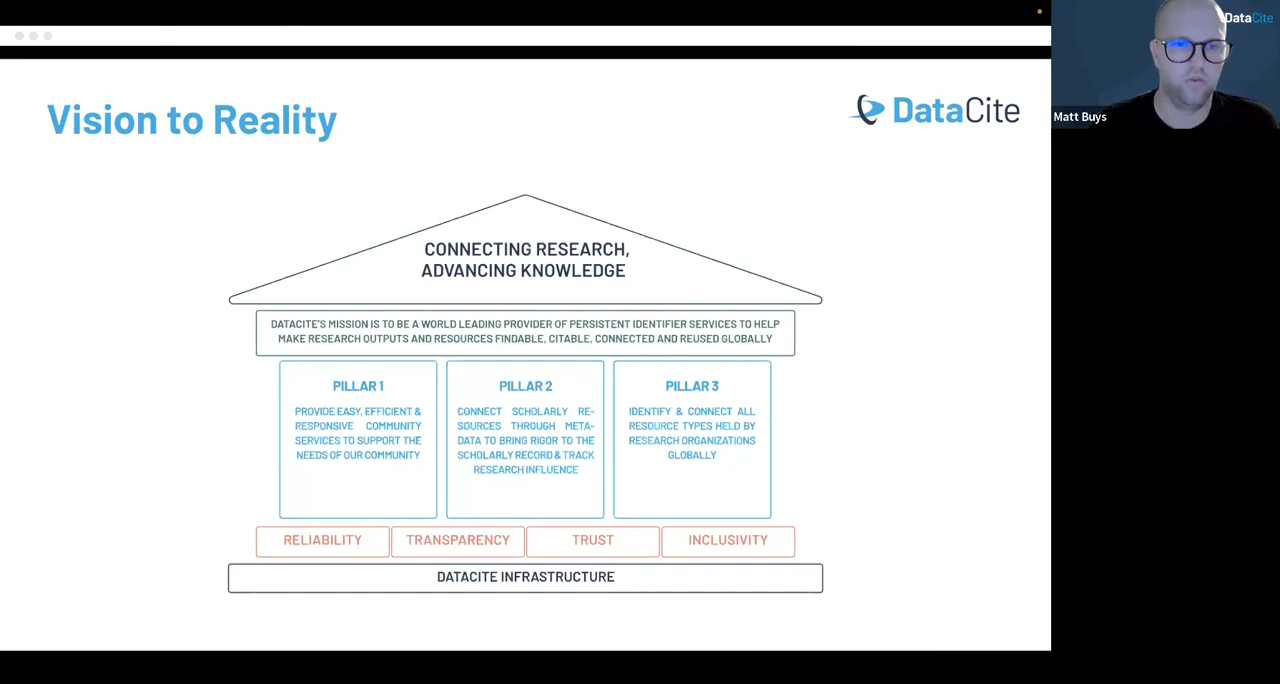 DataCite
Matt Buys
Vision to Reality
DataCite
CONNECTING RESEARCH,
ADVANCING KNOWLEDGE
DATACITE'S MISSION IS TO BE A WORLD LEADING PROVIDER OF PERSISTENT IDENTIFIER SERVICES TO HELP
MAKE RESEARCH OUTPUTS AND RESOURCES FINDABLE, CITABLE, CONNECTED AND REUSED GLOBALLY
PILLAR 1
PROVIDE EASY, EFFICIENT &
RESPONSIVE COMMUNITY
SERVICES TO SUPPORT THE
NEEDS OF OUR COMMUNITY
PILLAR 2
CONNECT SCHOLARLY RE-
SOURCES THROUGH META-
DATA TO BRING RIGOR TO THE
SCHOLARLY RECORD & TRACK
RESEARCH INFLUENCE
PILLAR 3
IDENTIFY & CONNECT ALL
RESOURCE TYPES HELD BY
RESEARCH ORGANIZATIONS
GLOBALLY
RELIABILITY
TRANSPARENCY
TRUST
INCLUSIVITY
DATACITE INFRASTRUCTURE